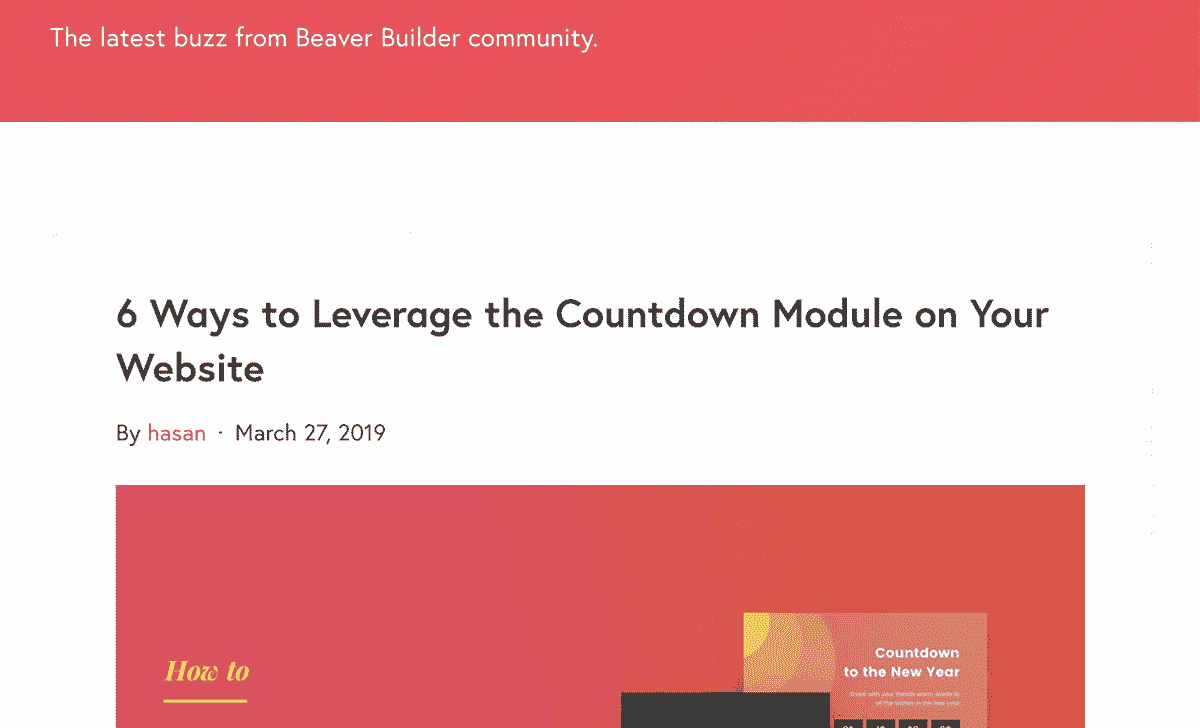 The latest buzz from Beaver Builder community.
6 Ways to Leverage the Countdown Module on Your
Website
By hasan · March 27, 2019
How to
Countdown
to the New Year